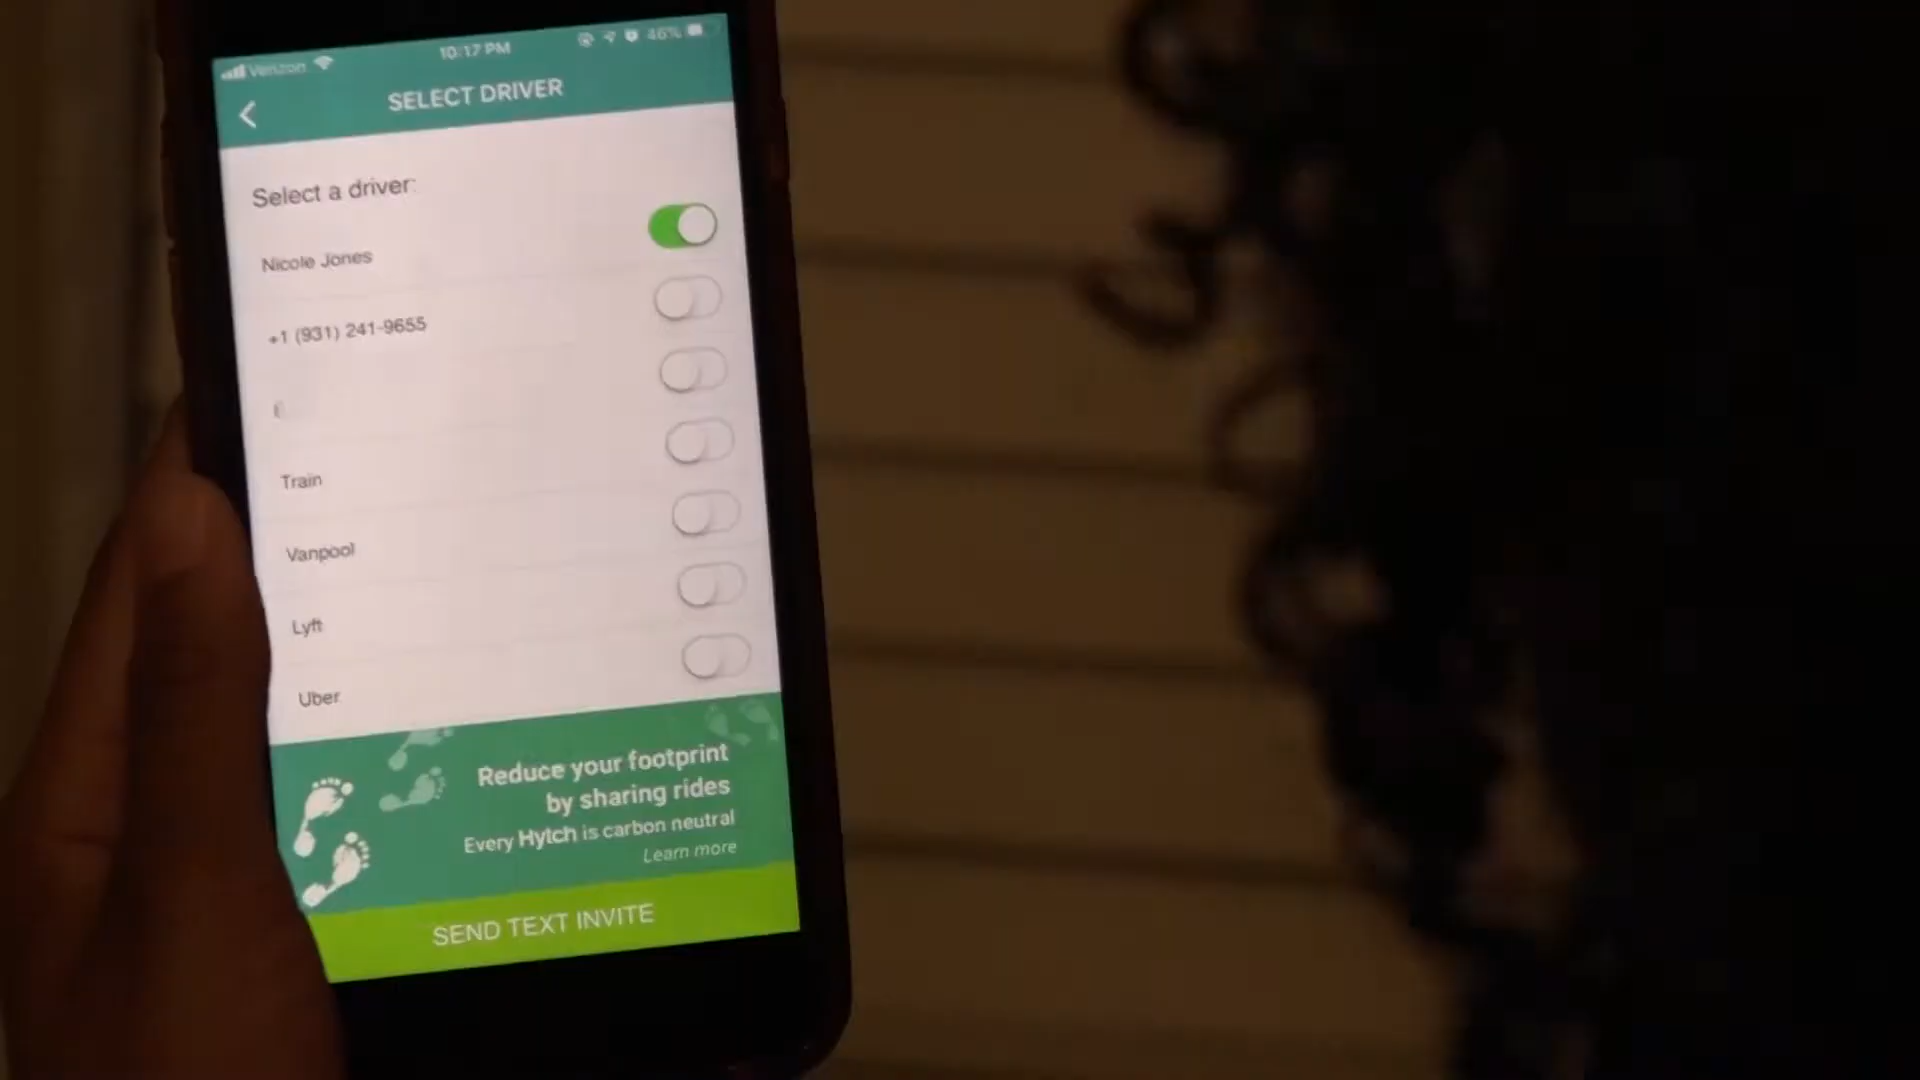 Verizon 10:17 PM 46%
SELECT DRIVER
Select a driver:
Nicole Jones
+1 (931) 241-9655
Train
Vanpool
Lyft
Uber
Reduce your footprint
by sharing rides
Every Hytch is carbon neutral
Learn more
SEND TEXT INVITE